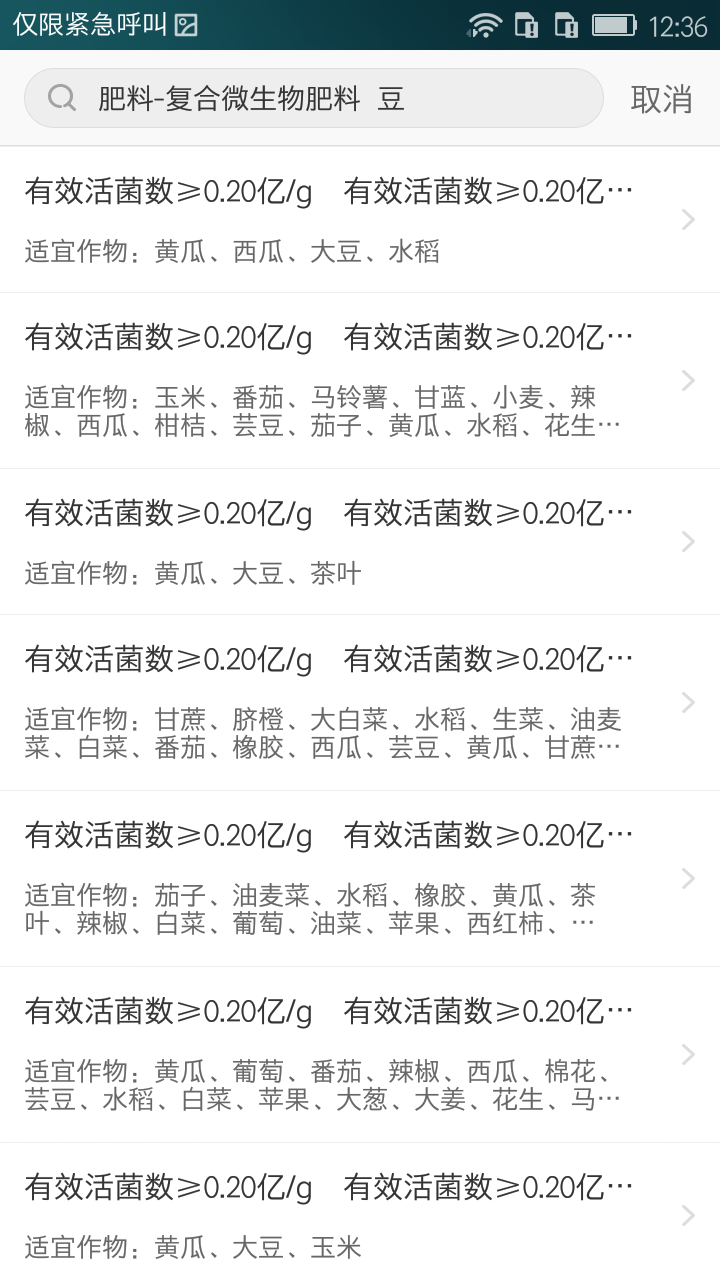 仅限紧急呼叫 12:36
肥料-复合微生物肥料 豆 取消
有效活菌数≥0.20亿/g 有效活菌数≥0.20亿…
适宜作物：黄瓜、西瓜、大豆、水稻
有效活菌数≥0.20亿/g 有效活菌数≥0.20亿…
适宜作物：玉米、番茄、马铃薯、甘蓝、小麦、辣
椒、西瓜、柑桔、芸豆、茄子、黄瓜、水稻、花生…
有效活菌数≥0.20亿/g 有效活菌数≥0.20亿…
适宜作物：黄瓜、大豆、茶叶
有效活菌数≥0.20亿/g 有效活菌数≥0.20亿…
适宜作物：甘蔗、脐橙、大白菜、水稻、生菜、油麦
菜、白菜、番茄、橡胶、西瓜、芸豆、黄瓜、甘蔗…
有效活菌数≥0.20亿/g 有效活菌数≥0.20亿…
适宜作物：茄子、油麦菜、水稻、橡胶、黄瓜、茶
叶、辣椒、白菜、葡萄、油菜、苹果、西红柿、…
有效活菌数≥0.20亿/g 有效活菌数≥0.20亿…
适宜作物：黄瓜、葡萄、番茄、辣椒、西瓜、棉花、
芸豆、水稻、白菜、苹果、大葱、大姜、花生、马…
有效活菌数≥0.20亿/g 有效活菌数≥0.20亿…
适宜作物：黄瓜、大豆、玉米